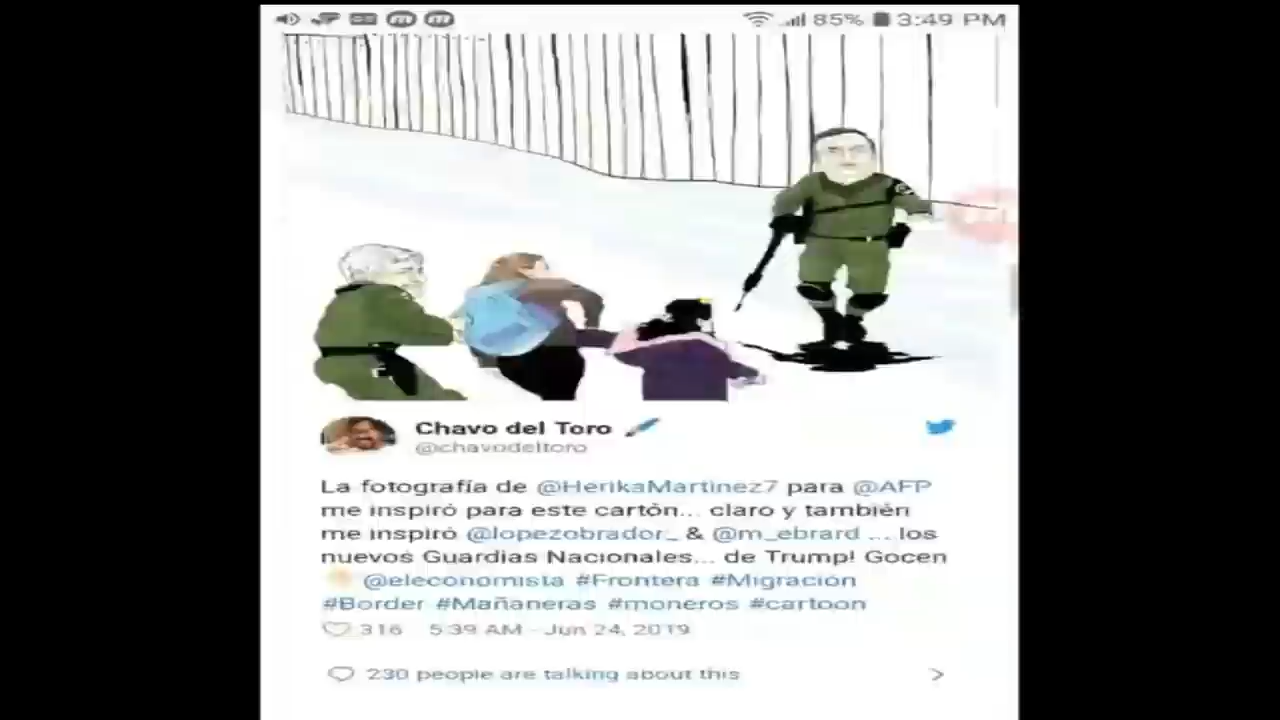 85% 3:49 PM
Chavo del Toro
@chavodeltoro
La fotografía de @HerikaMartinez7 para @AFP
me inspiró para este cartón... claro y también
me inspiró @lopezobrador_ & @m_ebrard ... los
nuevos Guardias Nacionales... de Trump! Gocen
@eleconomista #Frontera #Migración
#Border #Mañaneras #moneros #cartoon
316 5:39 AM - Jun 24, 2019
230 people are talking about this